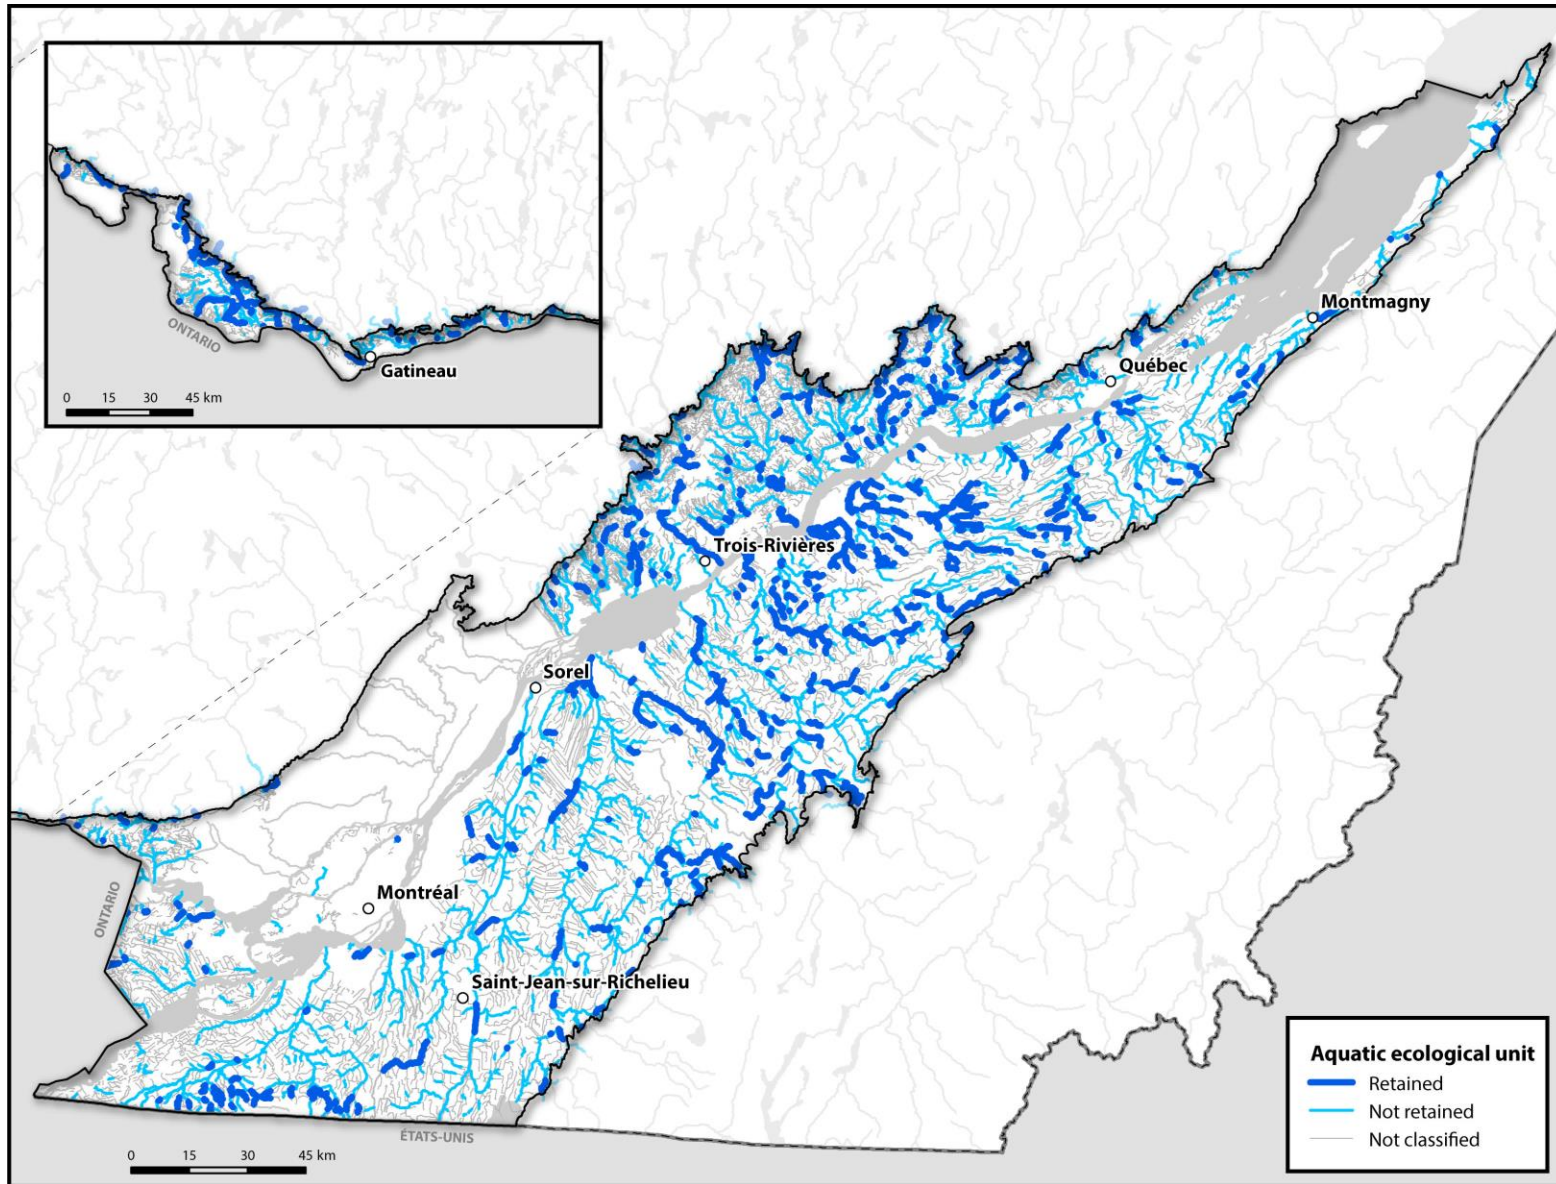 ONTARIO
Gatineau
0 15 30 45 km
Montmagny
Québec
Trois-Rivières
Sorel
Montréal
ONTARIO
Saint-Jean-sur-Richelieu
ÉTATS-UNIS
0 15 30 45 km
Aquatic ecological unit
Retained
Not retained
Not classified